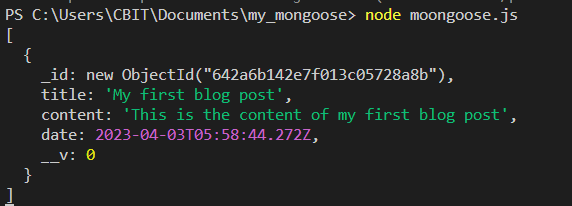 PS C:\Users\CBIT\Documents\my_mongoose> node moongose.js
[
  {
    _id: new ObjectId("642a6b142e7f013c05728a8b"),
    title: 'My first blog post',
    content: 'This is the content of my first blog post',
    date: 2023-04-03T05:58:44.272Z,
    __v: 0
  }
]